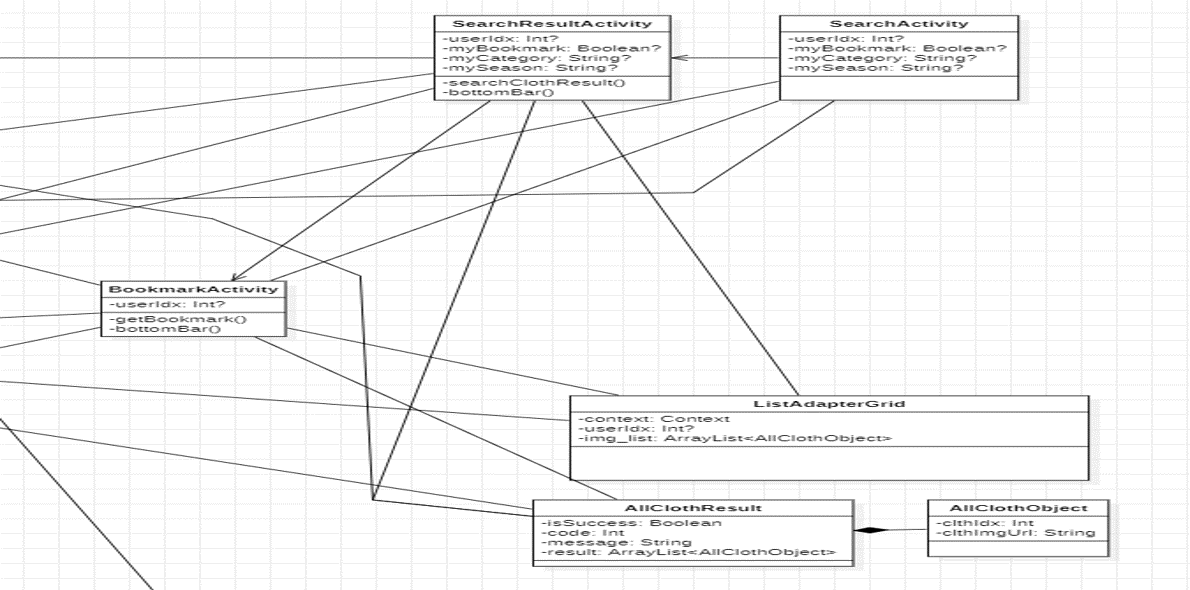 SearchResultActivity
-userIdx: Int?
-myBookmark: Boolean?
-myCategory: String?
-mySeason: String?
-searchClothResult()
-bottomBar()
SearchActivity
-userIdx: Int?
-myBookmark: Boolean?
-myCategory: String?
-mySeason: String?
BookmarkActivity
-userIdx: Int?
-getBookmark()
-bottomBar()
ListAdapterGrid
-context: Context
-userIdx: Int?
-img_list: ArrayList<AllClothObject>
AllClothResult
-isSuccess: Boolean
-code: Int
-message: String
-result: ArrayList<AllClothObject>
AllClothObject
-clthIdx: Int
-clthImgUrl: String